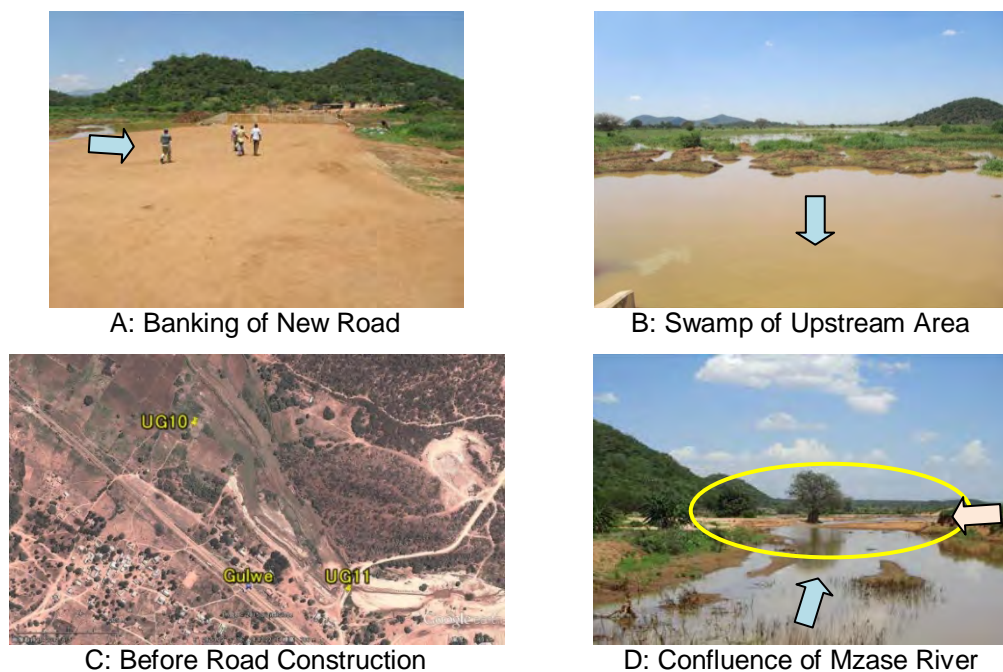 A: Banking of New Road
B: Swamp of Upstream Area
UG10
Gulwe
UG11
C: Before Road Construction
D: Confluence of Mzase River